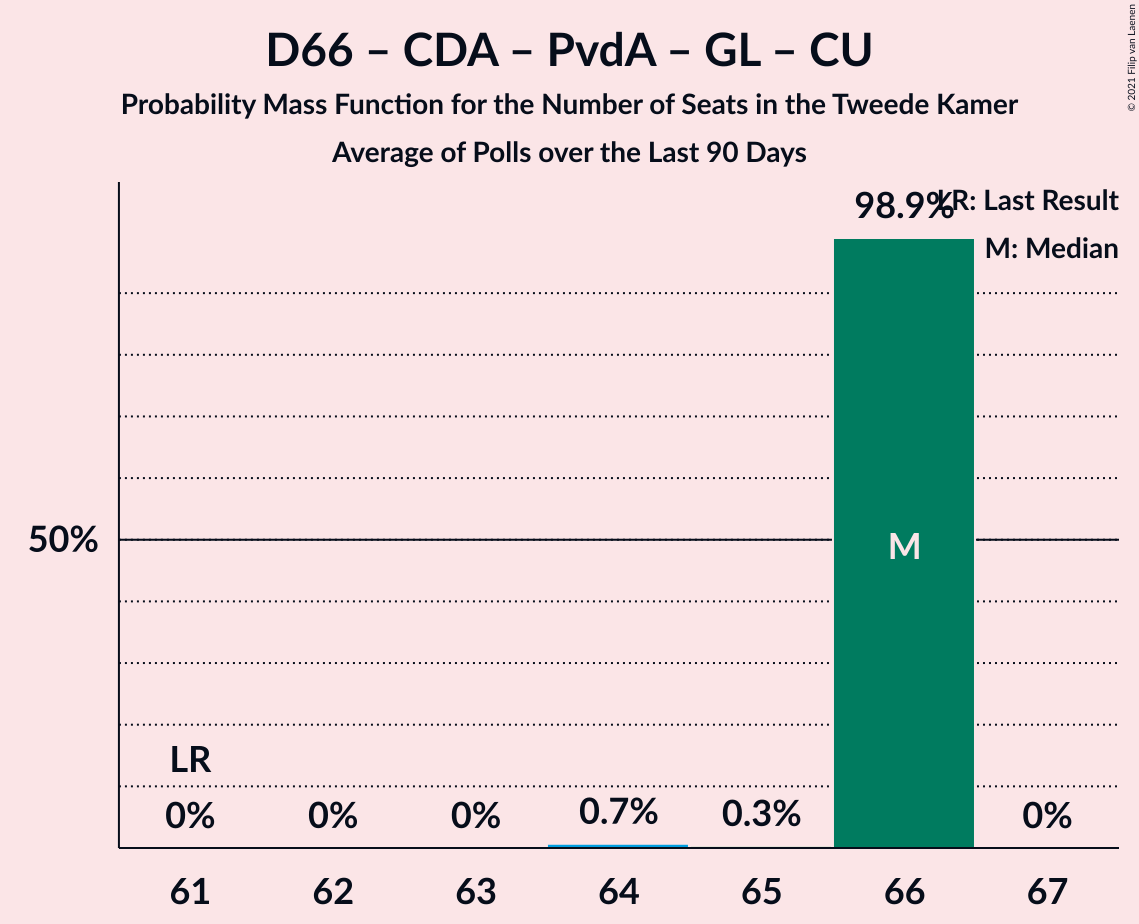 D66 – CDA – PvdA – GL – CU
Probability Mass Function for the Number of Seats in the Tweede Kamer
Average of Polls over the Last 90 Days
© 2021 Filip van Laenen
98.9%
LR: Last Result
M: Median
50%
M
LR
0% 0% 0% 0.7% 0.3% 0%
61 62 63 64 65 66 67